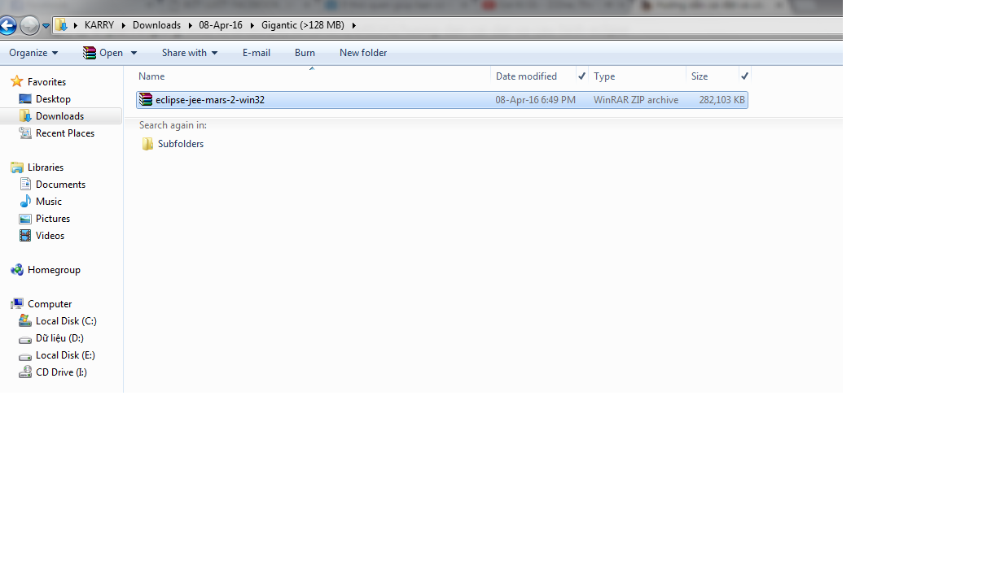 KARRY Downloads 08-Apr-16 Gigantic (>128 MB)
Organize Open Share with E-mail Burn New folder
Name Date modified Type Size
Favorites
Desktop
Downloads
Recent Places
Libraries
Documents
Music
Pictures
Videos
Homegroup
Computer
Local Disk (C:)
Dữ liệu (D:)
Local Disk (E:)
CD Drive (I:)
eclipse-jee-mars-2-win32 08-Apr-16 6:49 PM WinRAR ZIP archive 282,103 KB
Search again in:
Subfolders